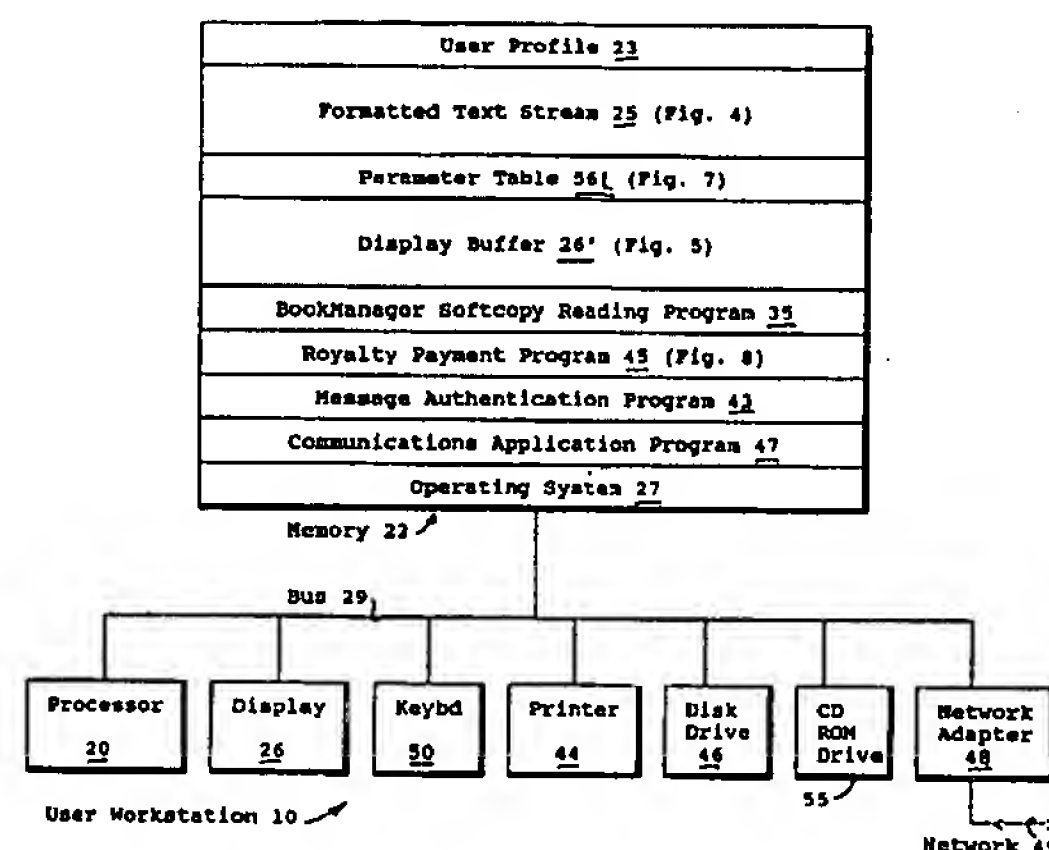 User Profile 23
Formatted Text Stream 25 (Fig. 4)
Parameter Table 56 (Fig. 7)
Display Buffer 26' (Fig. 5)
BookManager Softcopy Reading Program 35
Royalty Payment Program 45 (Fig. 8)
Message Authentication Program 43
Communications Application Program 47
Operating System 27
Memory 22
Bus 29
Processor
20
Display
26
Keybd
50
Printer
44
Disk
Drive
46
CD
ROM
Drive
55
Network
Adapter
48
User Workstation 10
Network